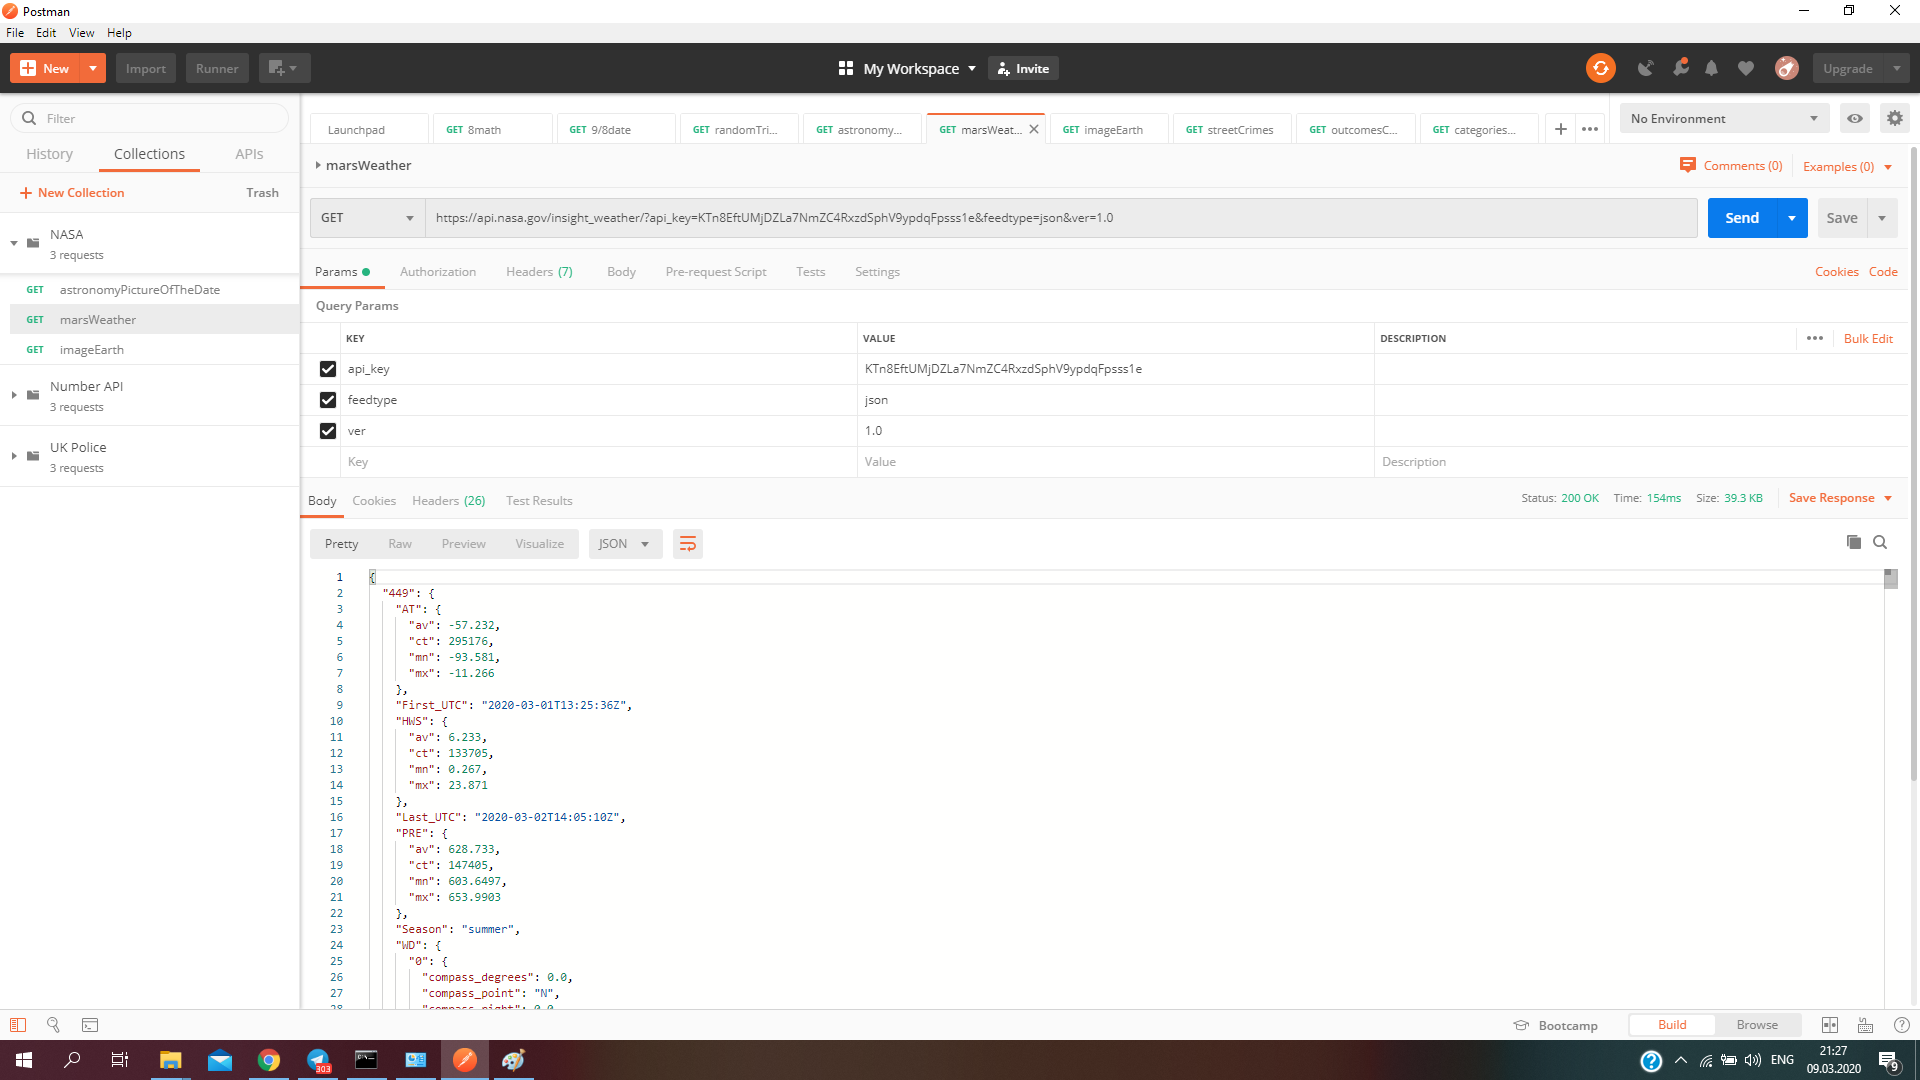 Postman
File Edit View Help
New Import Runner My Workspace Invite Upgrade
Filter
History Collections APIs
New Collection Trash
NASA
3 requests
GET astronomyPictureOfTheDate
GET marsWeather
GET imageEarth
Number API
3 requests
UK Police
3 requests
Launchpad GET 8math GET 9/8date GET randomTri... GET astronomy... GET marsWeat... GET imageEarth GET streetCrimes GET outcomesC... GET categories... No Environment
marsWeather Comments (0) Examples (0)
GET https://api.nasa.gov/insight_weather/?api_key=KTn8EftUMjDZLa7NmZC4RxzdSphV9ypdqFpsss1e&feedtype=json&ver=1.0 Send Save
Params Authorization Headers (7) Body Pre-request Script Tests Settings Cookies Code
Query Params
KEY VALUE DESCRIPTION Bulk Edit
api_key KTn8EftUMjDZLa7NmZC4RxzdSphV9ypdqFpsss1e
feedtype json
ver 1.0
Key Value Description
Body Cookies Headers (26) Test Results Status: 200 OK Time: 154ms Size: 39.3 KB Save Response
Pretty Raw Preview Visualize JSON
1 {
2 "449": {
3 "AT": {
4 "av": -57.232,
5 "ct": 295176,
6 "mn": -93.581,
7 "mx": -11.266
8 },
9 "First_UTC": "2020-03-01T13:25:36Z",
10 "HWS": {
11 "av": 6.233,
12 "ct": 133705,
13 "mn": 0.267,
14 "mx": 23.871
15 },
16 "Last_UTC": "2020-03-02T14:05:10Z",
17 "PRE": {
18 "av": 628.733,
19 "ct": 147405,
20 "mn": 603.6497,
21 "mx": 653.9903
22 },
23 "Season": "summer",
24 "WD": {
25 "0": {
26 "compass_degrees": 0.0,
27 "compass_point": "N",
28 "compass_right": 0.0,
Bootcamp Build Browse
303 ENG 21:27
09.03.2020 9